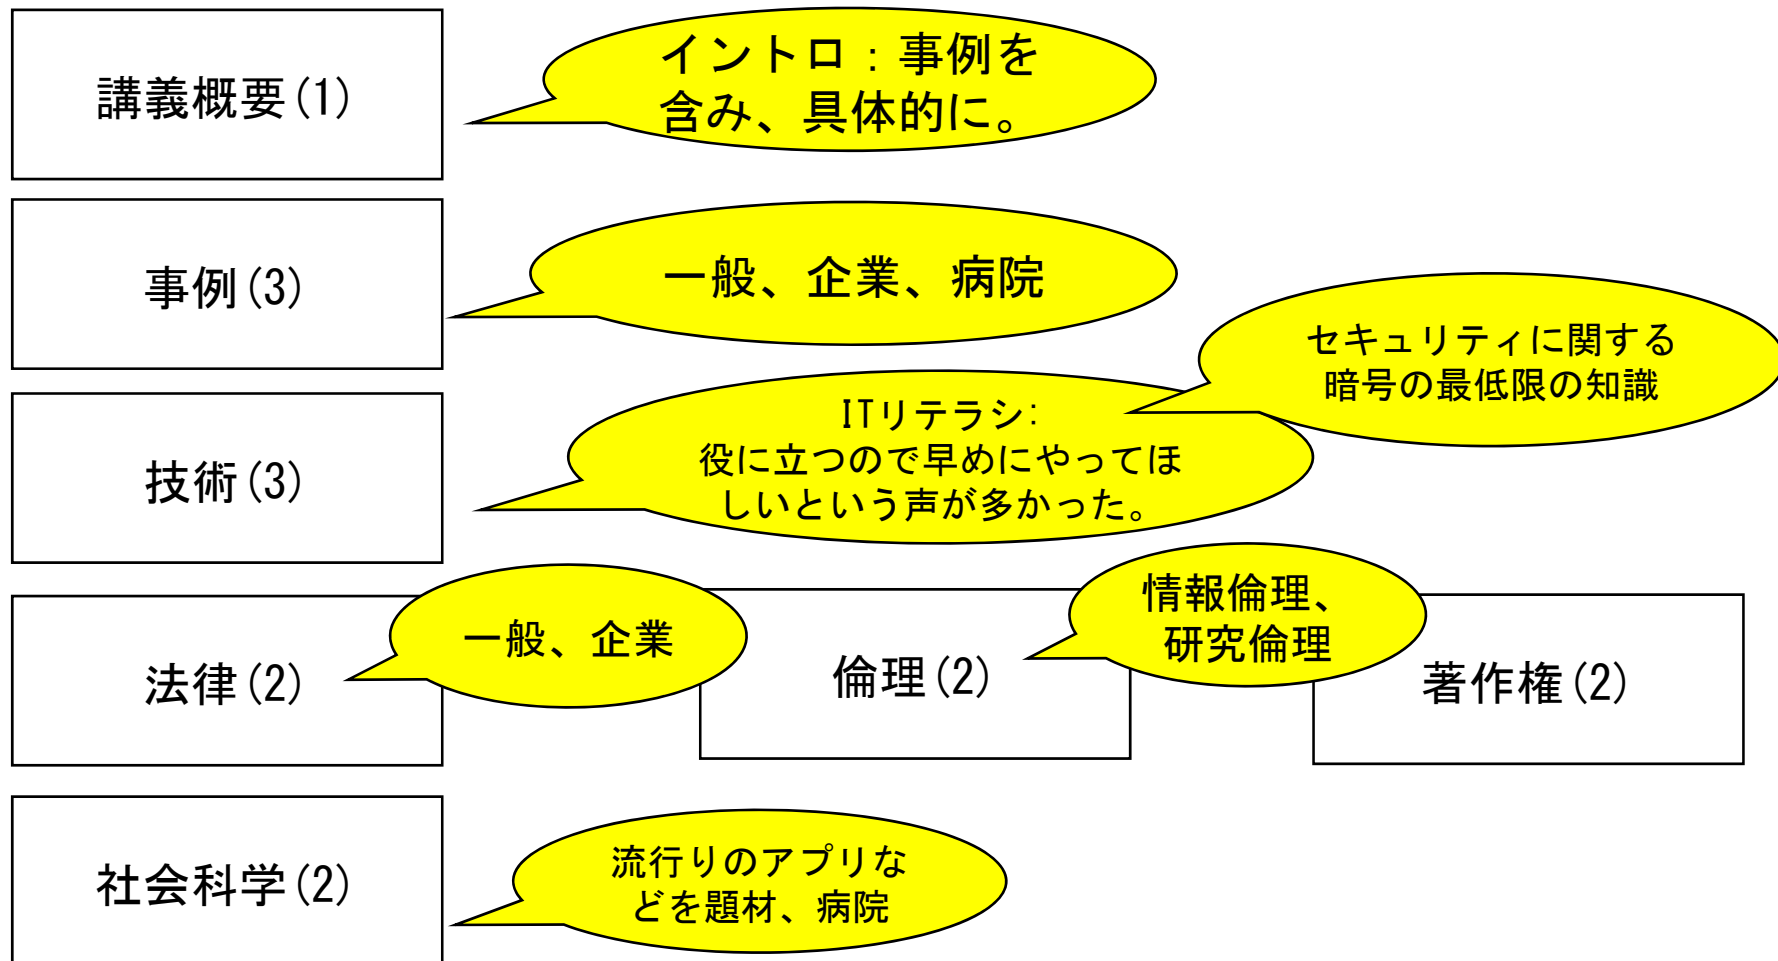 講義概要(1)
イントロ：事例を
含み、具体的に。
事例(3)
一般、企業、病院
セキュリティに関する
暗号の最低限の知識
技術(3)
ITリテラシ:
役に立つので早めにやってほ
しいという声が多かった。
法律(2)
一般、企業
倫理(2)
情報倫理、
研究倫理
著作権(2)
社会科学(2)
流行りのアプリな
どを題材、病院